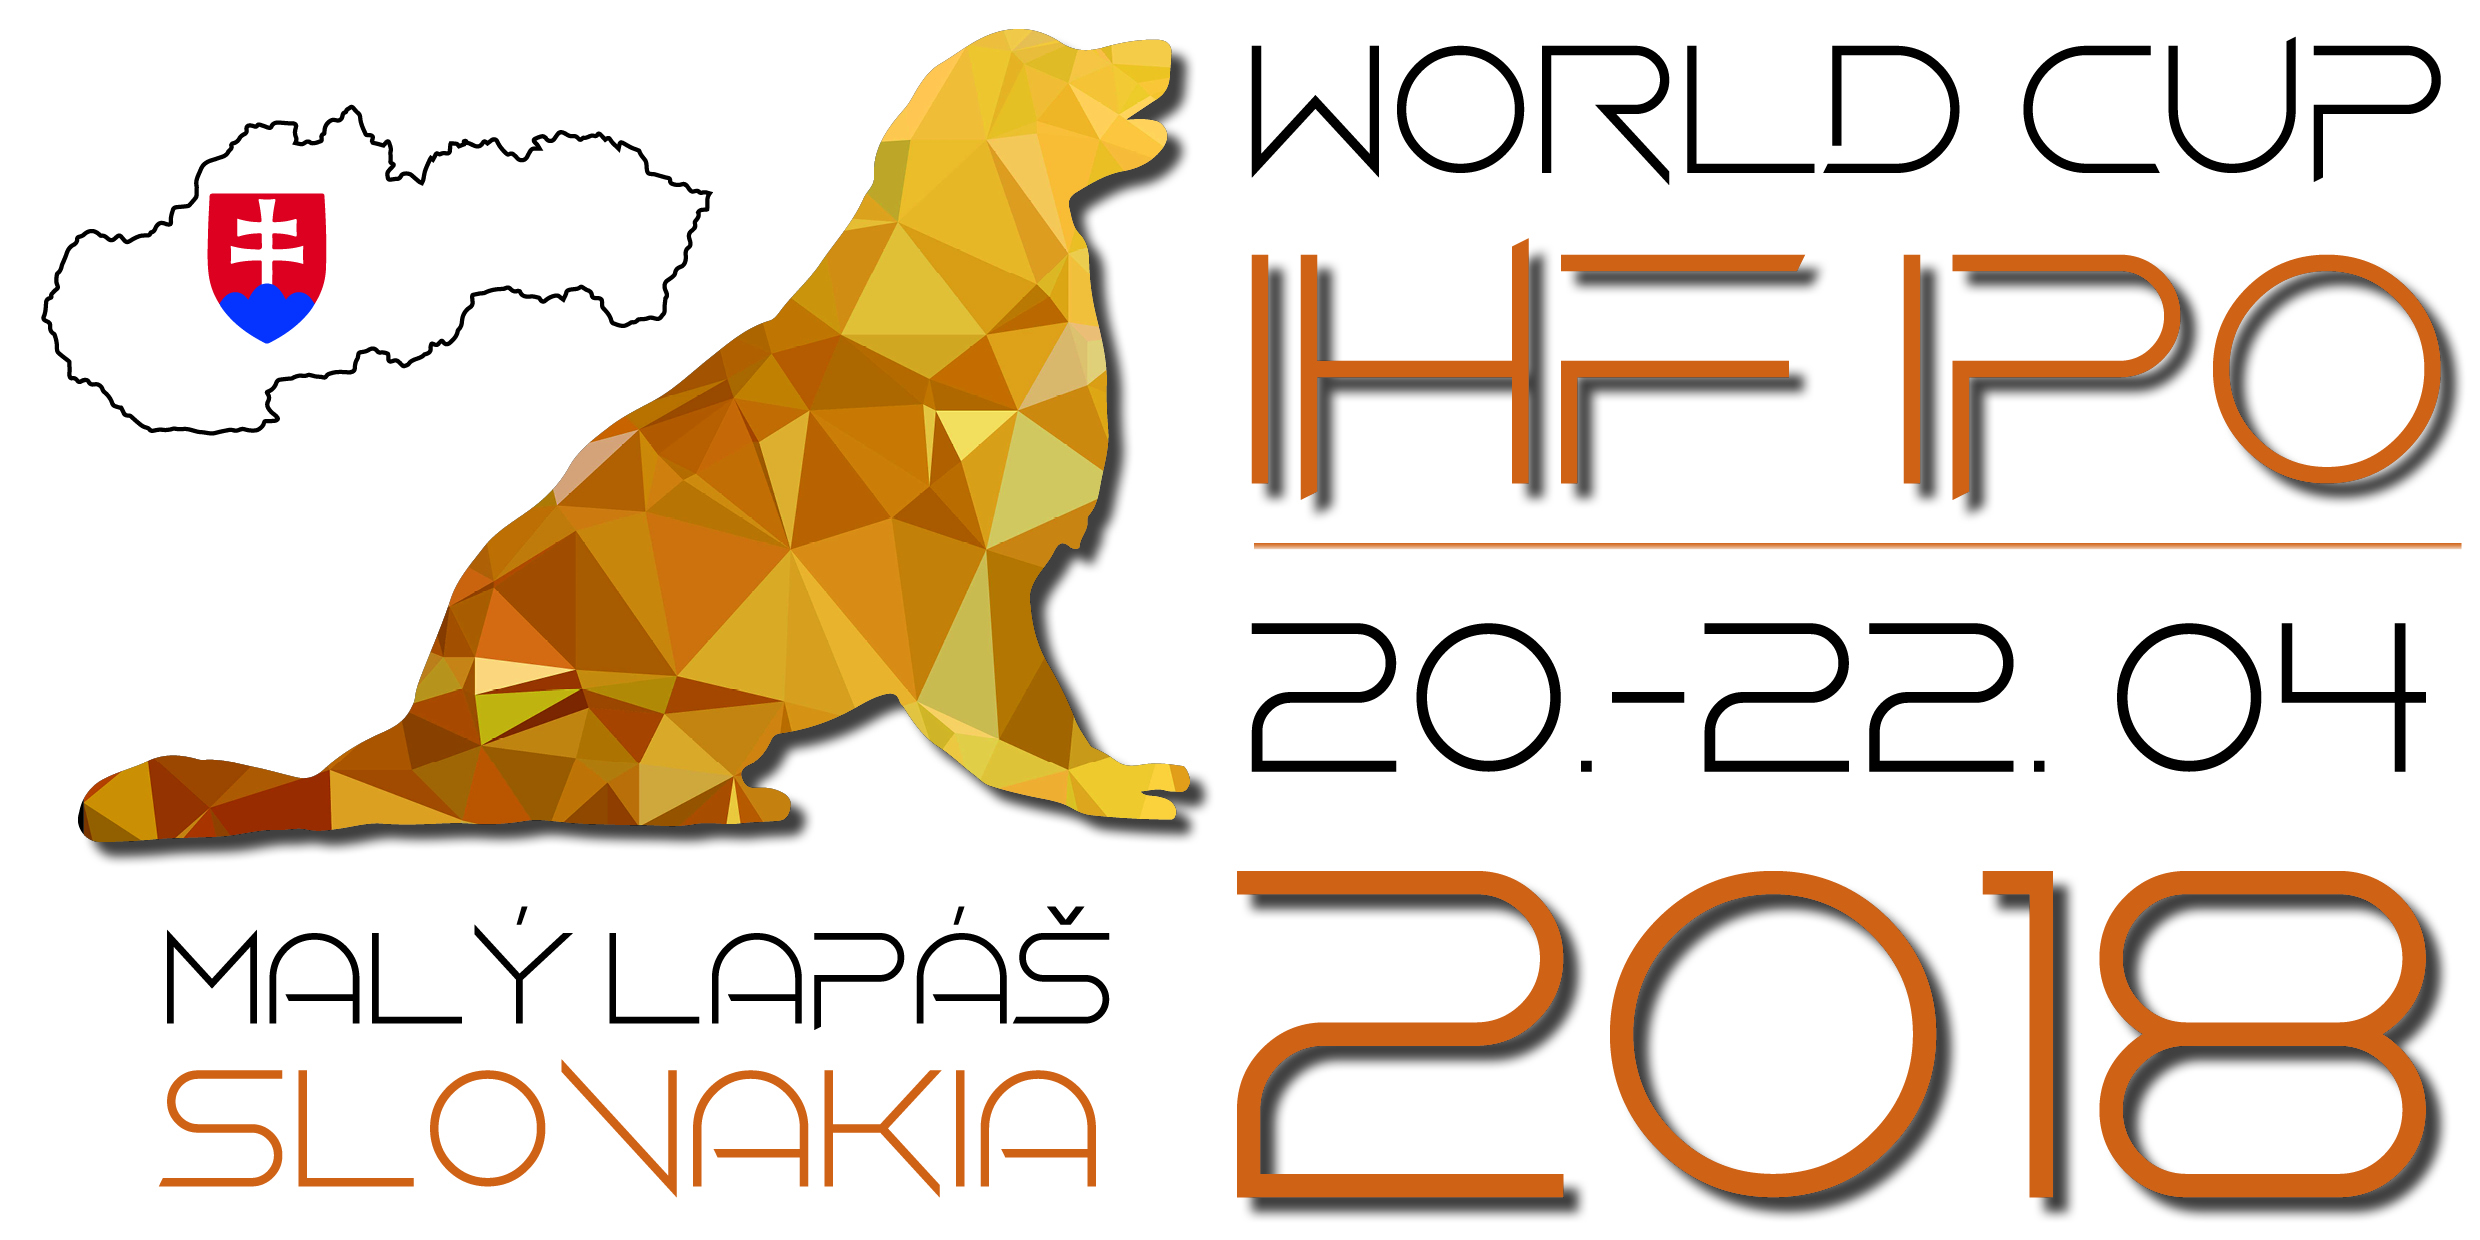 WORLD CUP
IHF IPO
20.-22. 04
2018
MALÝ LAPÁŠ
SLOVAKIA